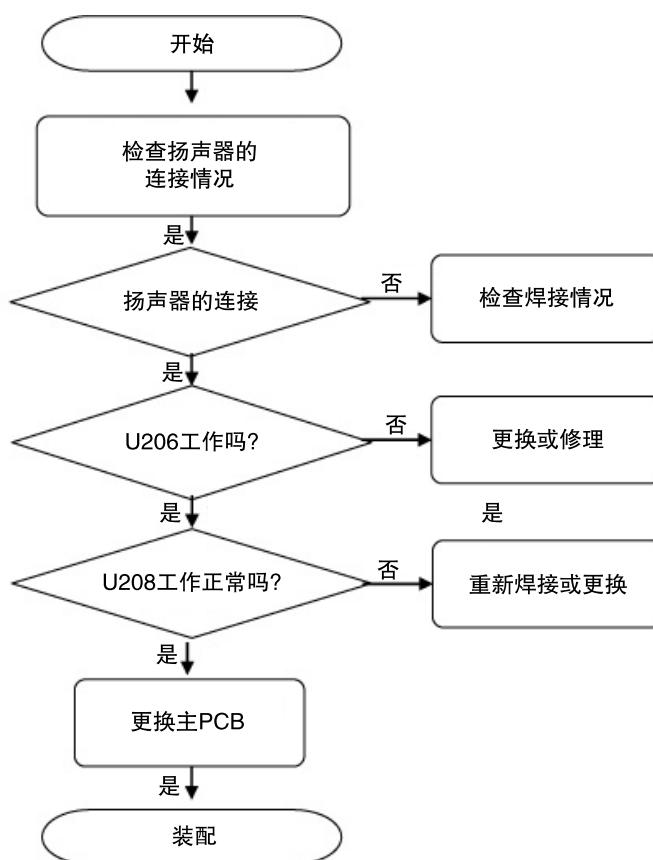 开始
检查扬声器的
连接情况
是
扬声器的连接
否
检查焊接情况
是
U206工作吗?
否
更换或修理
是
是
U208工作正常吗?
否
重新焊接或更换
是
更换主PCB
是
装配